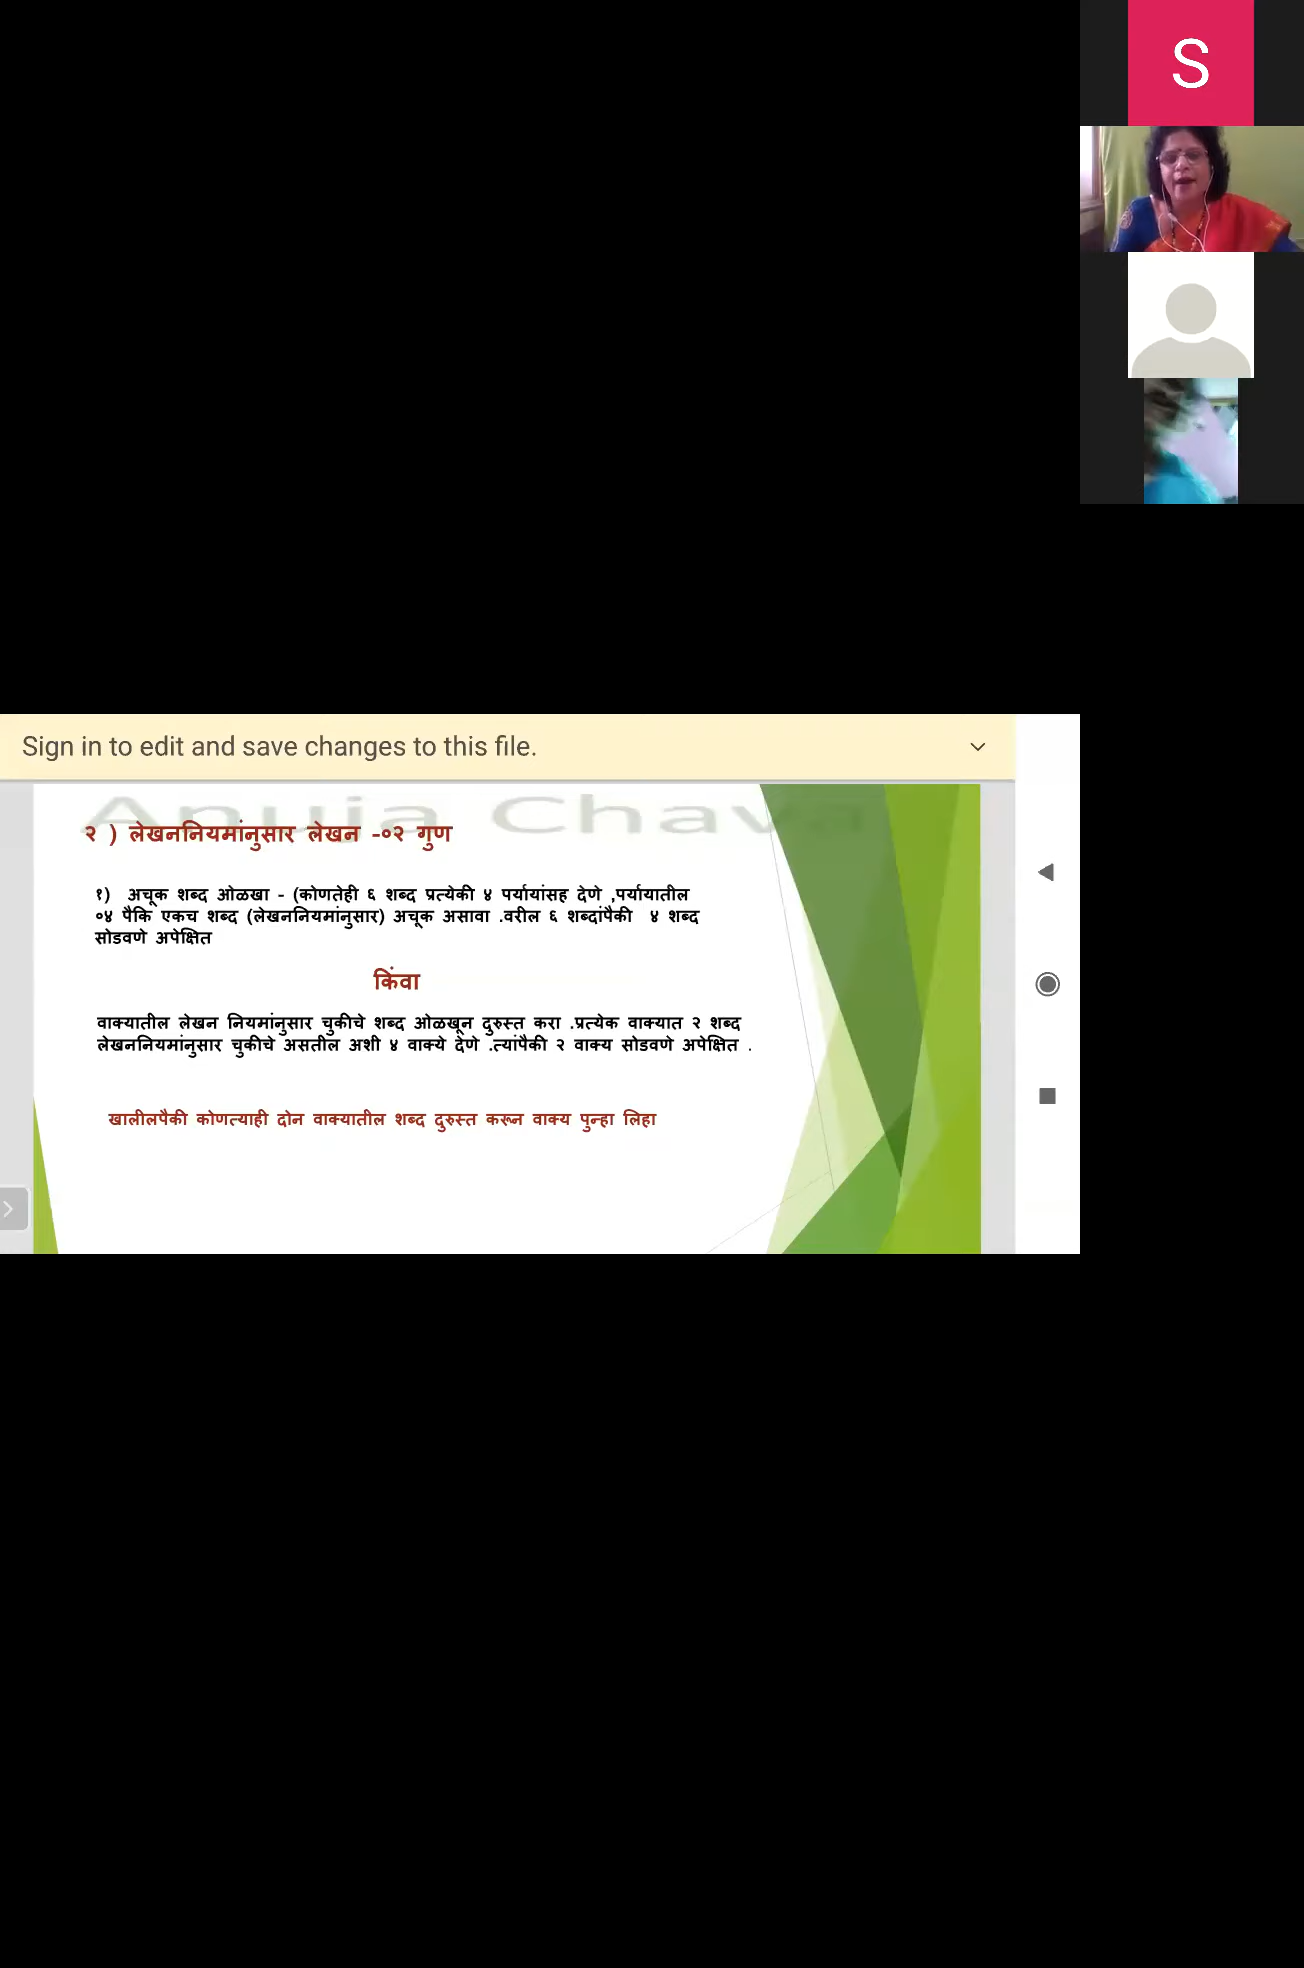 S
Sign in to edit and save changes to this file.
Anuja Chava
२ ) लेखननियमांनुसार लेखन -०२ गुण
१) अचूक शब्द ओळखा - (कोणतेही ६ शब्द प्रत्येकी ४ पर्यायांसह देणे ,पर्यायातील
०४ पैकि एकच शब्द (लेखननियमांनुसार) अचूक असावा .वरील ६ शब्दांपैकी ४ शब्द
सोडवणे अपेक्षित
किंवा
वाक्यातील लेखन नियमांनुसार चुकीचे शब्द ओळखून दुरुस्त करा .प्रत्येक वाक्यात २ शब्द
लेखननियमांनुसार चुकीचे असतील अशी ४ वाक्ये देणे .त्यांपैकी २ वाक्य सोडवणे अपेक्षित .
खालीलपैकी कोणत्याही दोन वाक्यातील शब्द दुरुस्त करून वाक्य पुन्हा लिहा